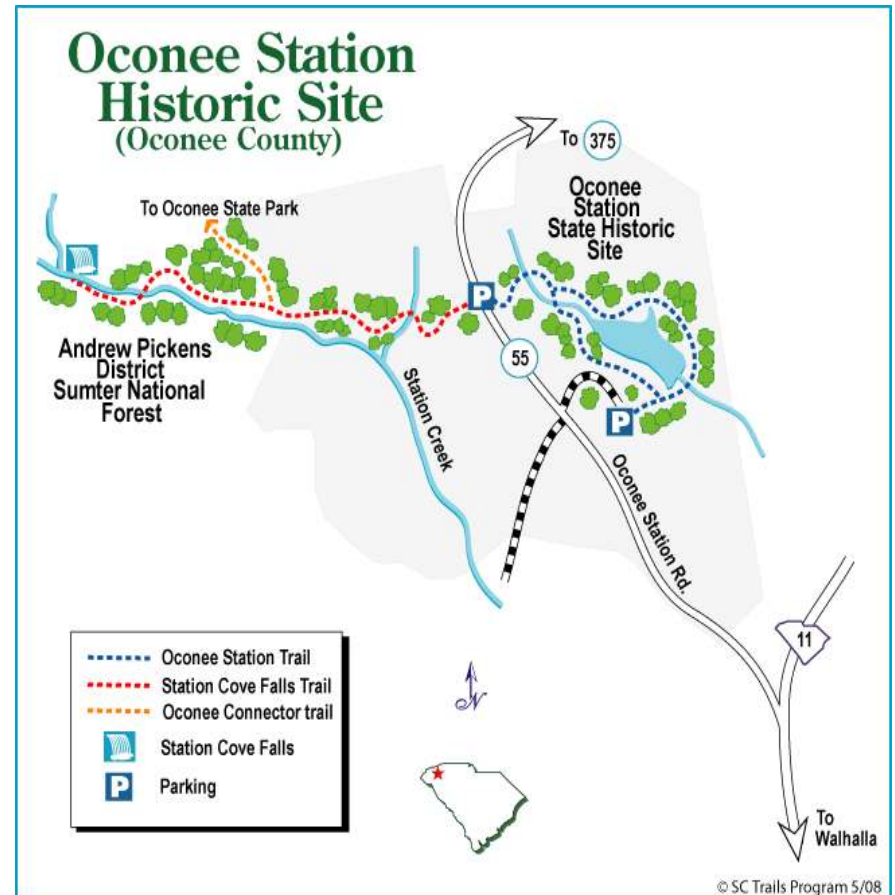 Oconee Station
Historic Site
(Oconee County)
To 375
Oconee
Station
State Historic
Site
To Oconee State Park
P
55
Andrew Pickens
District
Sumter National
Forest
Station Creek
P
Oconee Station Rd.
11
Oconee Station Trail
Station Cove Falls Trail
Oconee Connector trail
Station Cove Falls
P Parking
N
To
Walhalla
© SC Trails Program 5/08